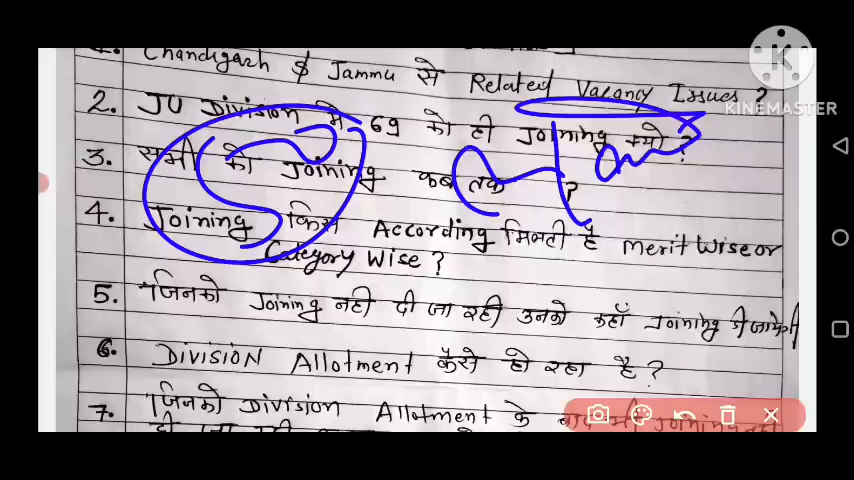 Chandigarh & Jammu से Related Vacancy Issues ?
KINEMASTER
2. JU Division मे 69 को ही Joining क्यो ?
3. सभी को Joining कब तक ?
4. Joining किस According मिलती है Merit Wise or
Category Wise ?
5. जिनको Joining नही दी जा रही उनको कहाँ Joining दी जायेगी
6. DIVISION Allotment कैसे हो रहा है ?
7. जिनको Division Allotment के बाद भी Joining नही